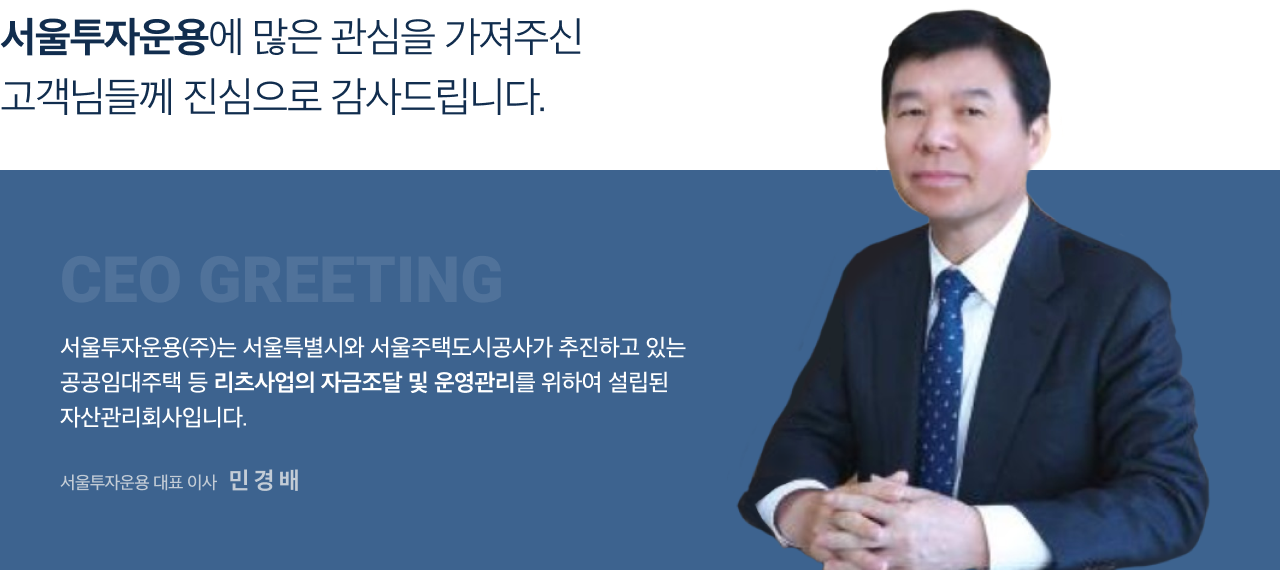 서울투자운용에 많은 관심을 가져주신
고객님들께 진심으로 감사드립니다.
CEO GREETING
서울투자운용(주)는 서울특별시와 서울주택도시공사가 추진하고 있는
공공임대주택 등 리츠사업의 자금조달 및 운영관리를 위하여 설립된
자산관리회사입니다.
서울투자운용 대표 이사 민 경 배